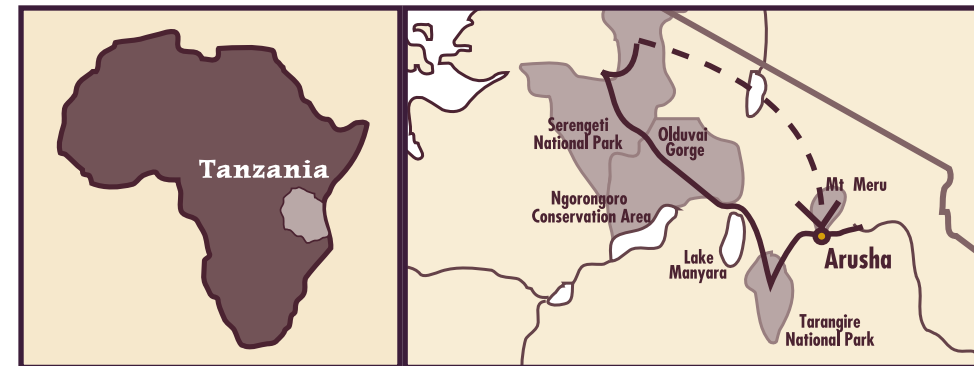 Tanzania
Serengeti
National Park
Olduvai
Gorge
Ngorongoro
Conservation Area
Lake
Manyara
Mt Meru
Arusha
Tarangire
National Park